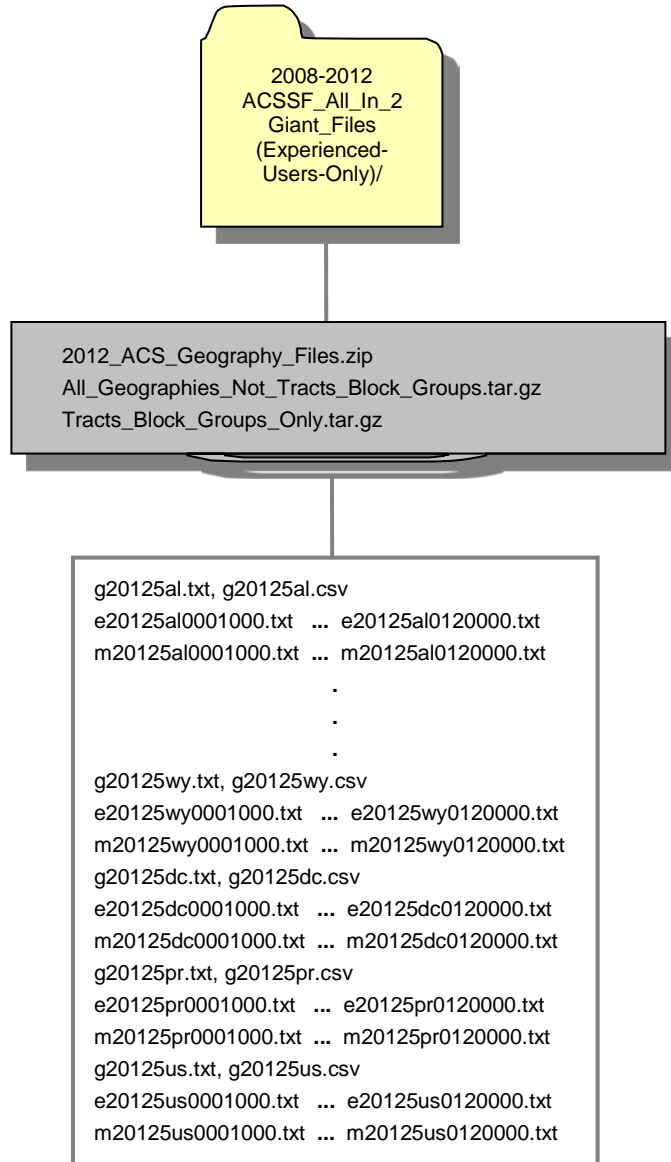 2008-2012
ACSSF_All_In_2
Giant_Files
(Experienced-
Users-Only)/
2012_ACS_Geography_Files.zip
All_Geographies_Not_Tracts_Block_Groups.tar.gz
Tracts_Block_Groups_Only.tar.gz
g20125al.txt, g20125al.csv
e20125al0001000.txt ... e20125al0120000.txt
m20125al0001000.txt ... m20125al0120000.txt
.
.
.
g20125wy.txt, g20125wy.csv
e20125wy0001000.txt ... e20125wy0120000.txt
m20125wy0001000.txt ... m20125wy0120000.txt
g20125dc.txt, g20125dc.csv
e20125dc0001000.txt ... e20125dc0120000.txt
m20125dc0001000.txt ... m20125dc0120000.txt
g20125pr.txt, g20125pr.csv
e20125pr0001000.txt ... e20125pr0120000.txt
m20125pr0001000.txt ... m20125pr0120000.txt
g20125us.txt, g20125us.csv
e20125us0001000.txt ... e20125us0120000.txt
m20125us0001000.txt ... m20125us0120000.txt